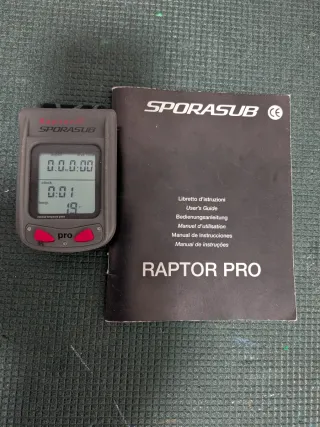 SPORASUB
0:0.0:00
0:01
19
pro
SPORASUB CE
Libretto d'istruzioni
User's Guide
Bedienungsanleitung
Manuel d'utilisation
Manual de instrucciones
Manual de instruções
RAPTOR PRO